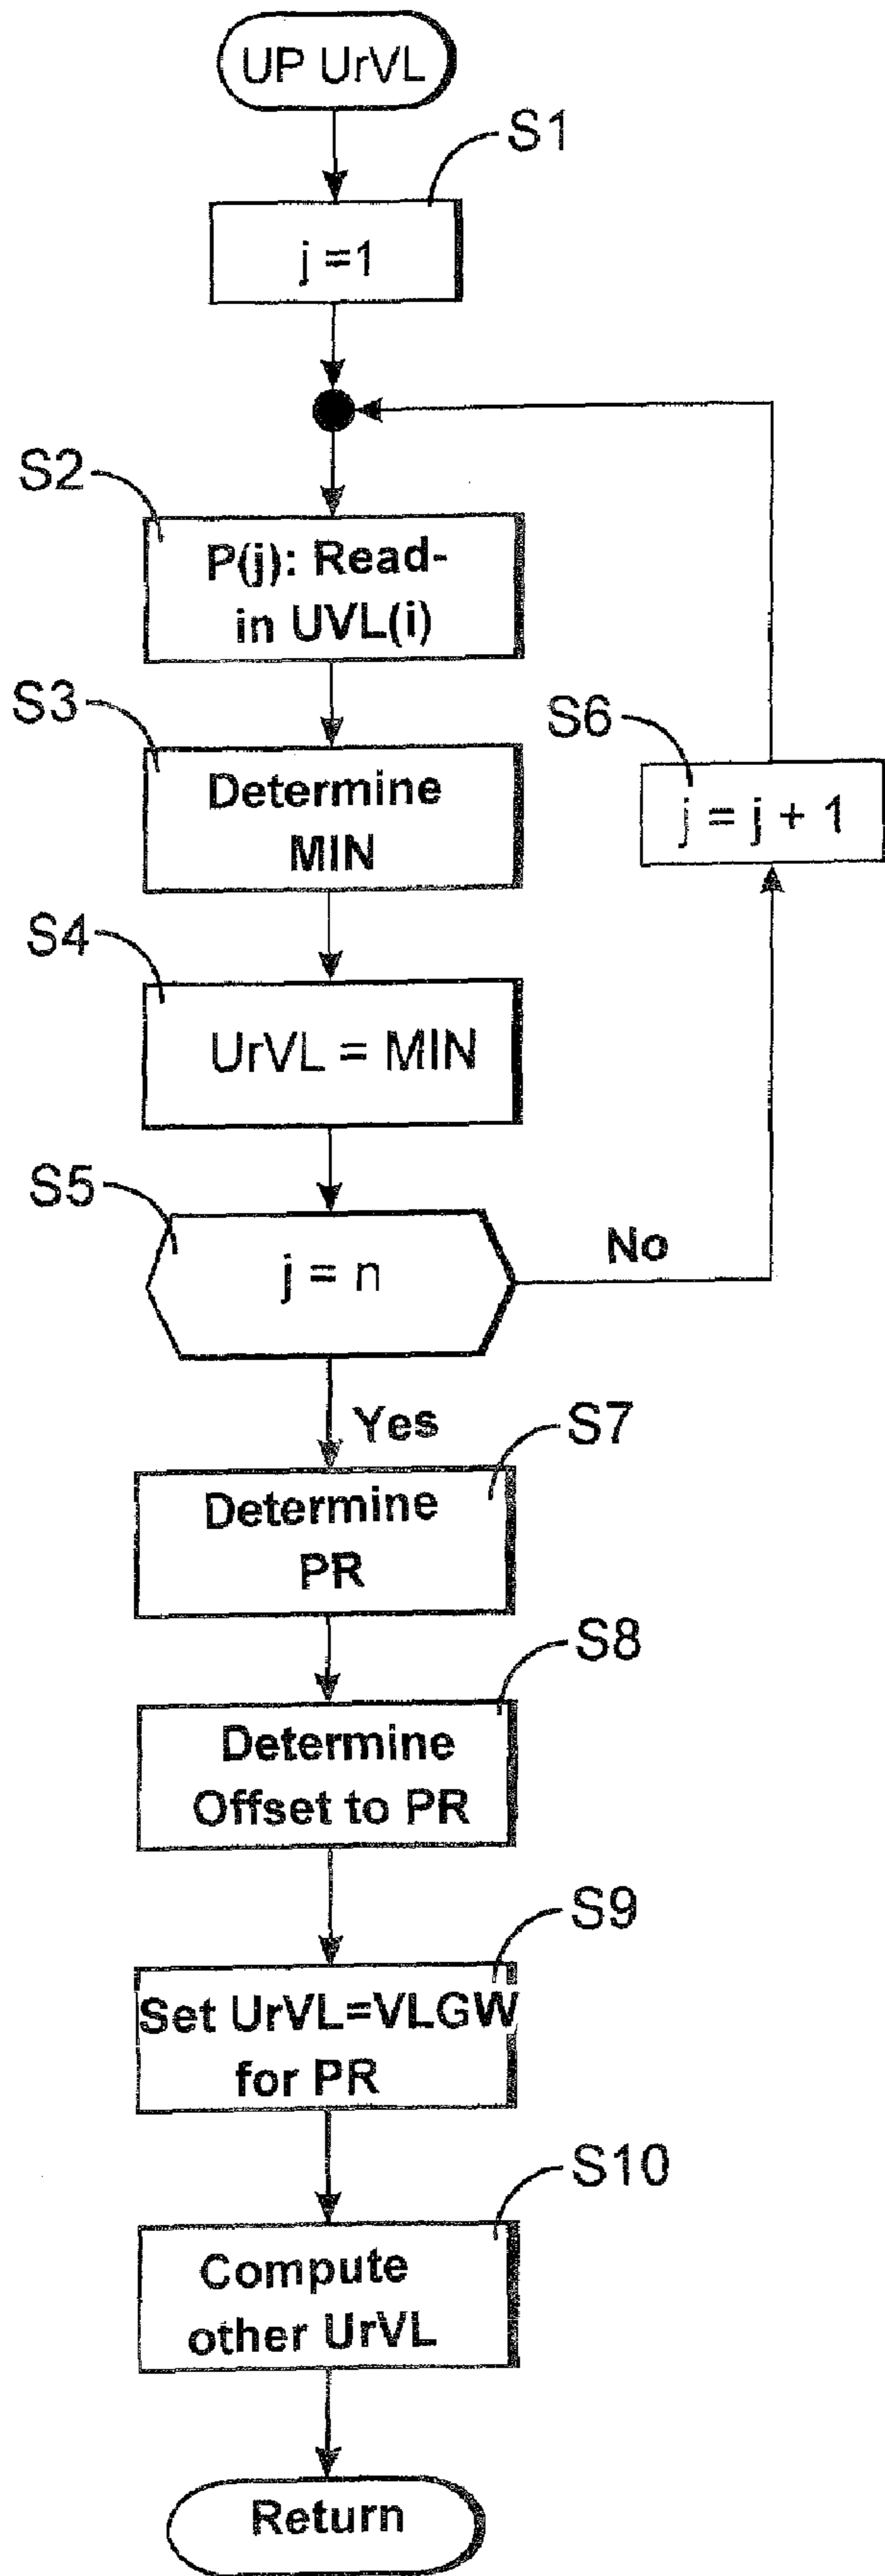 UP UrVL
S1
j =1
S2
P(j): Read-
in UVL(i)
S3
Determine
MIN
S6
j = j + 1
S4
UrVL = MIN
S5
j = n
No
Yes
S7
Determine
PR
S8
Determine
Offset to PR
S9
Set UrVL=VLGW
for PR
S10
Compute
other UrVL
Return